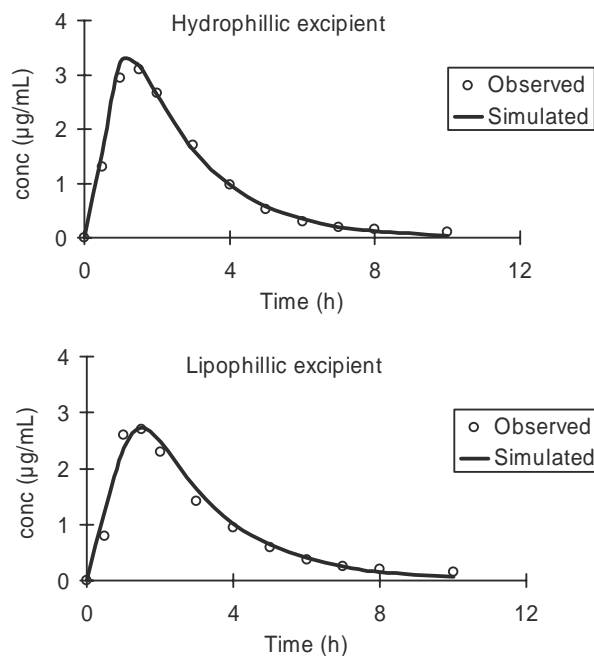 Hydrophillic excipient
4
3
2
1
0
conc (µg/mL)
Observed
Simulated
0 4 8 12
Time (h)
Lipophillic excipient
4
3
2
1
0
conc (µg/mL)
Observed
Simulated
0 4 8 12
Time (h)